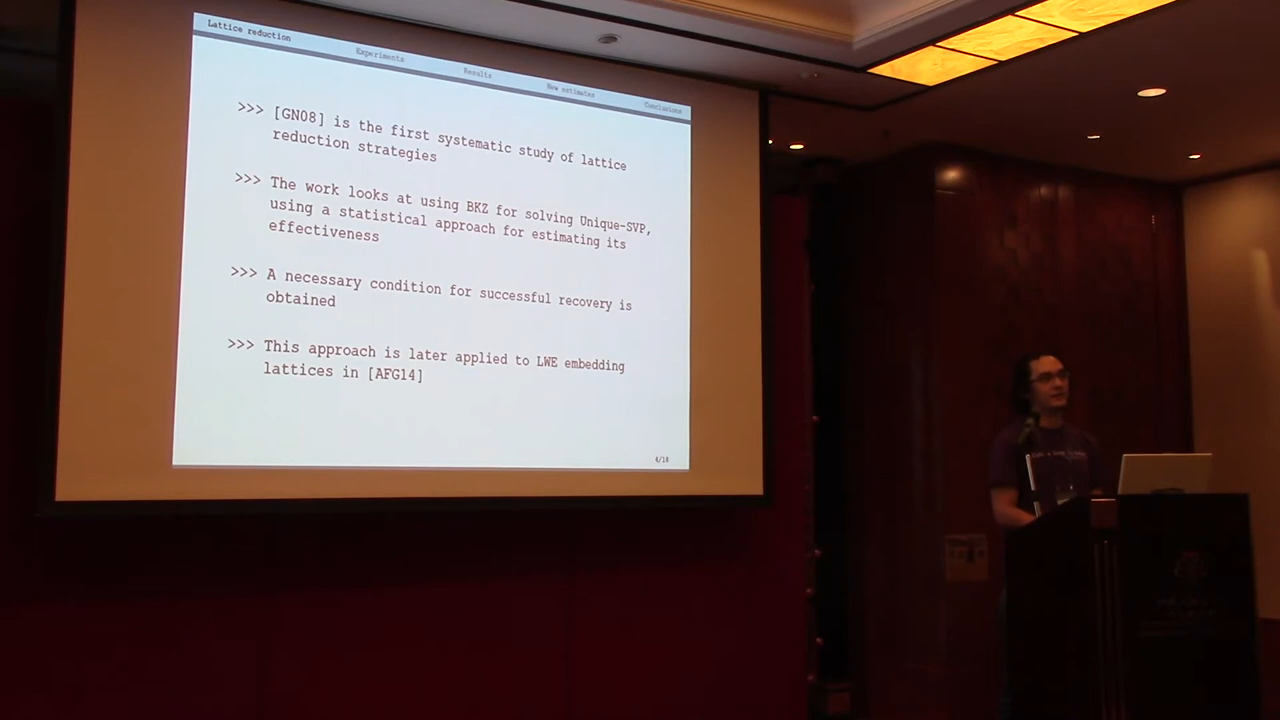 Lattice reduction
Experiments
Results
New estimates
Conclusions
>>> [GN08] is the first systematic study of lattice
reduction strategies
>>> The work looks at using BKZ for solving Unique-SVP,
using a statistical approach for estimating its
effectiveness
>>> A necessary condition for successful recovery is
obtained
>>> This approach is later applied to LWE embedding
lattices in [AFG14]
4/18